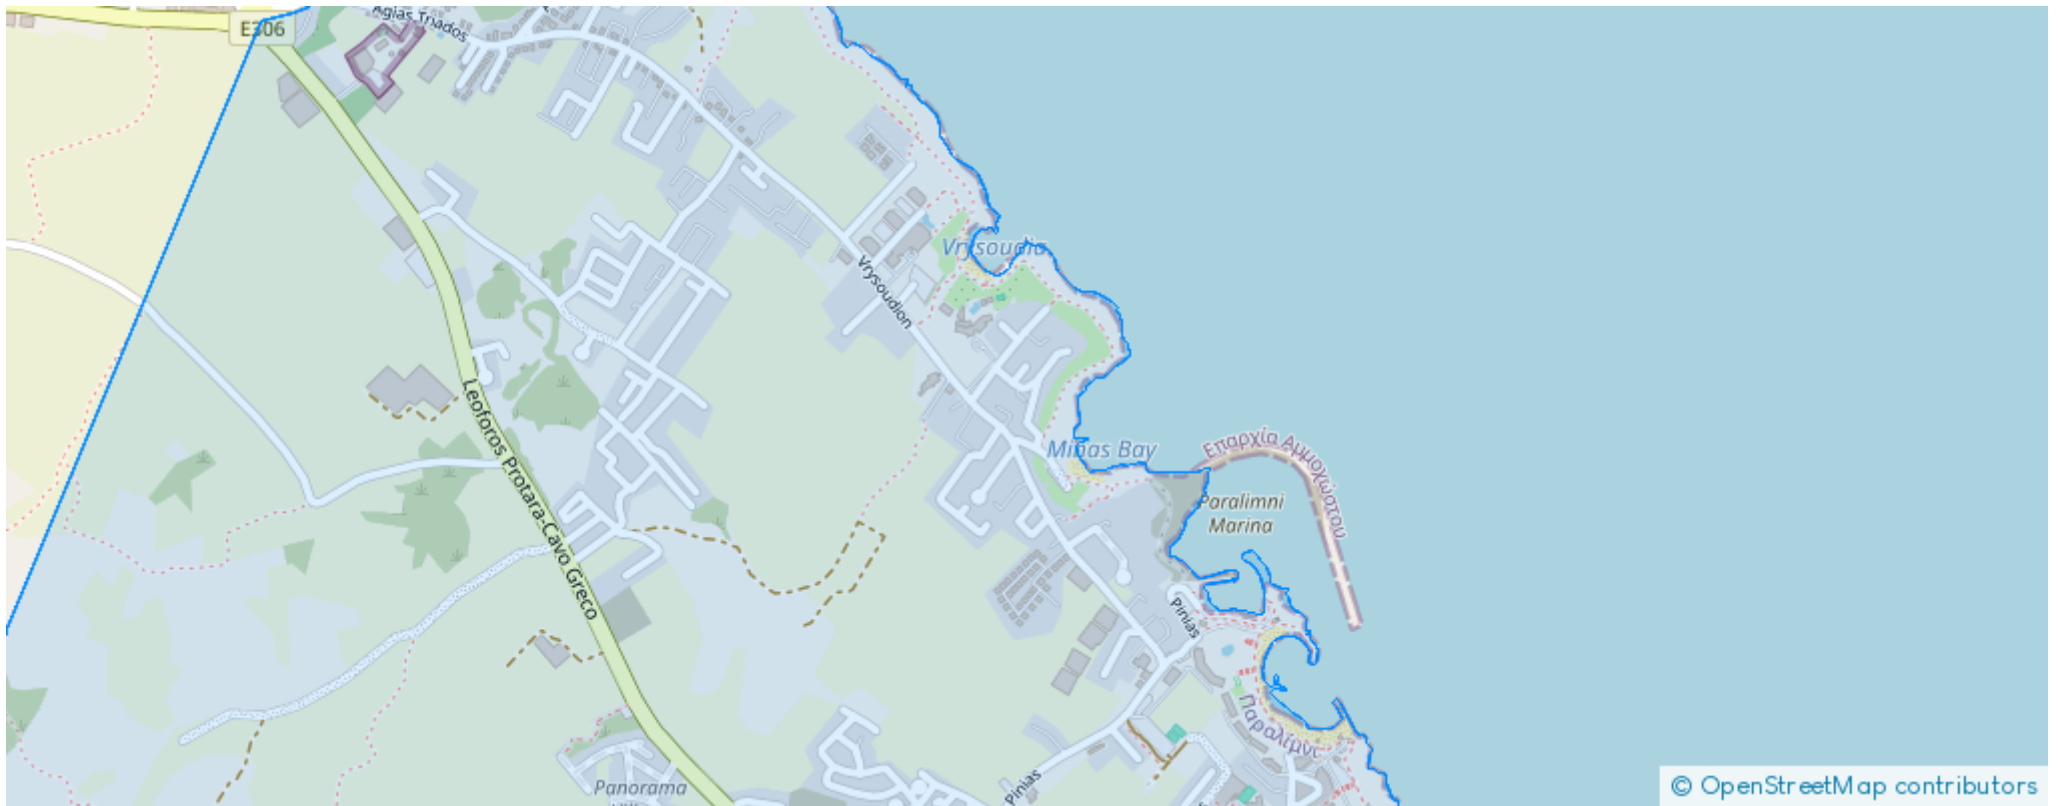 E306
Agias Triados
Vrysoudia
Vrysoudion
Leoforos Protara-Cavo Greco
Minas Bay
Επαρχία Αμμοχώστου
Paralimni
Marina
Pinias
Παραλίμνι
Panorama
Pinias
© OpenStreetMap contributors